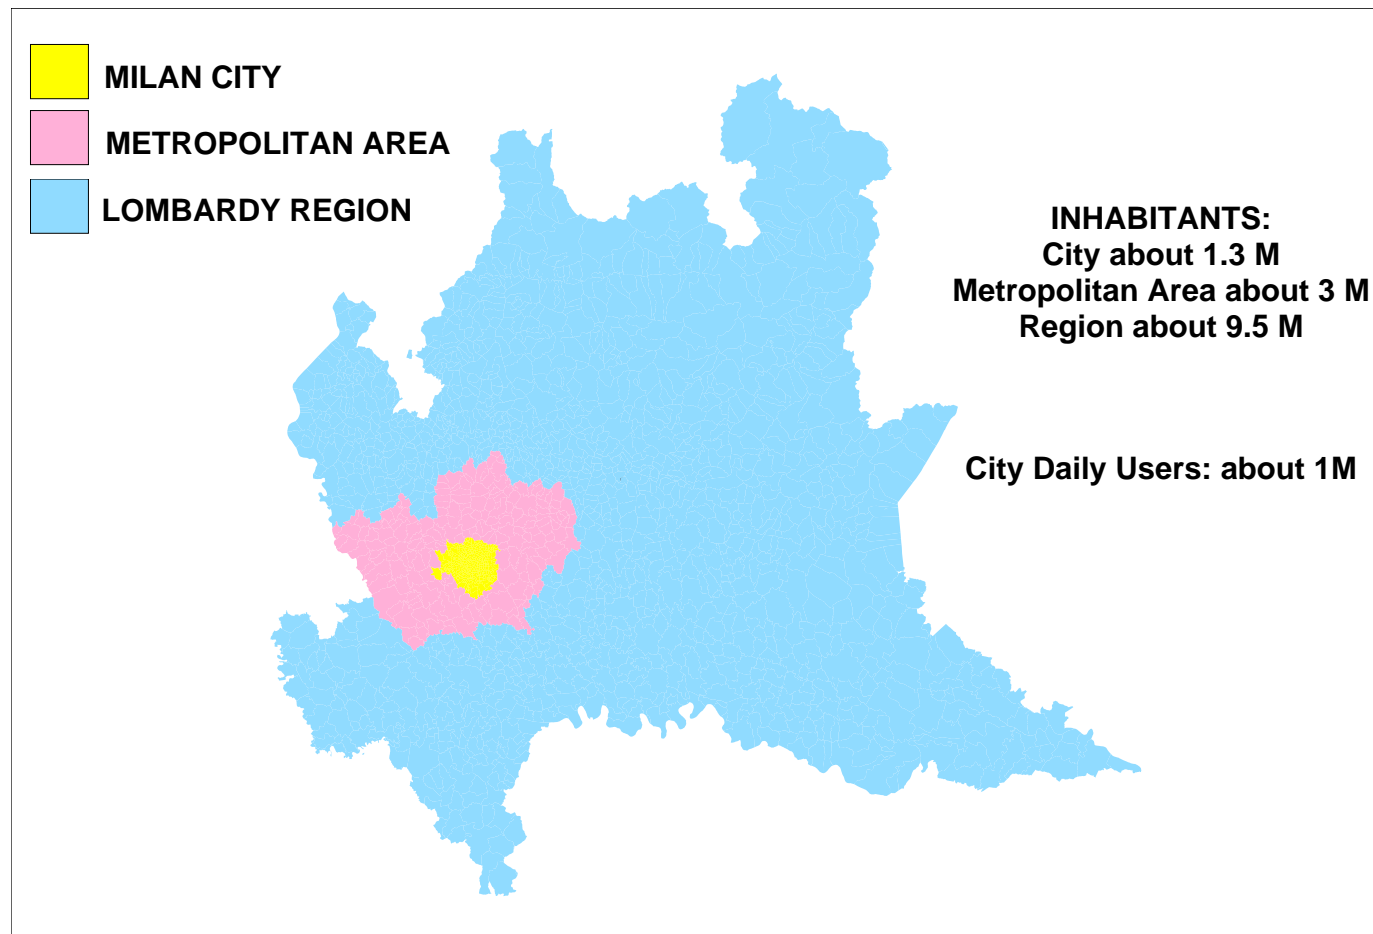 MILAN CITY
METROPOLITAN AREA
LOMBARDY REGION
INHABITANTS:
City about 1.3 M
Metropolitan Area about 3 M
Region about 9.5 M
City Daily Users: about 1M